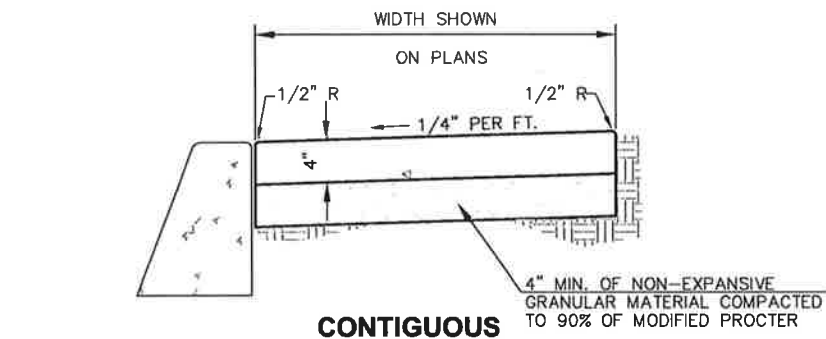 WIDTH SHOWN
ON PLANS
1/2" R
1/2" R
1/4" PER FT.
4"
4" MIN. OF NON-EXPANSIVE
GRANULAR MATERIAL COMPACTED
TO 90% OF MODIFIED PROCTER
CONTIGUOUS